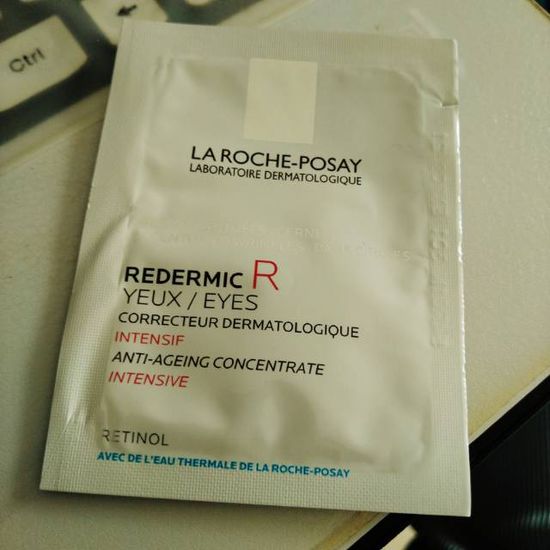 Ctrl
LA ROCHE-POSAY
LABORATOIRE DERMATOLOGIQUE
REDERMIC R
YEUX / EYES
CORRECTEUR DERMATOLOGIQUE
INTENSIF
ANTI-AGEING CONCENTRATE
INTENSIVE
RETINOL
AVEC DE L'EAU THERMALE DE LA ROCHE-POSAY